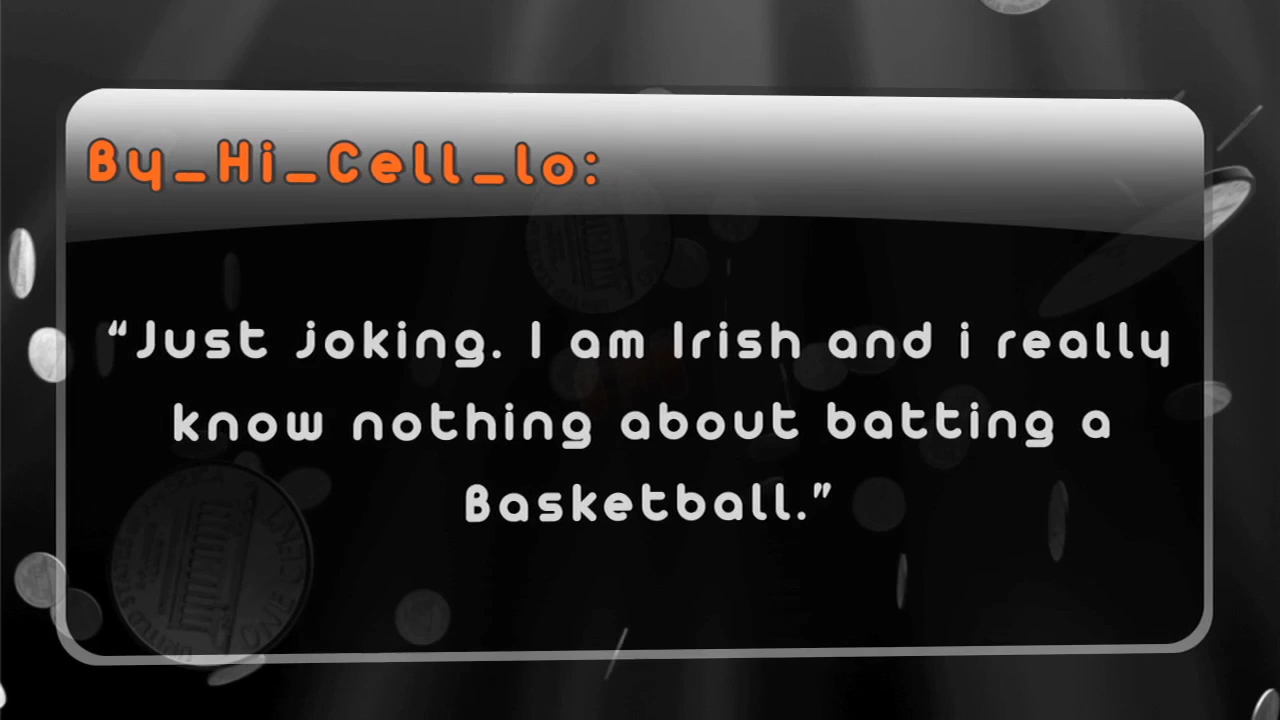 By_Hi_Cell_lo:
“Just joking. I am Irish and i really
know nothing about batting a
Basketball.”